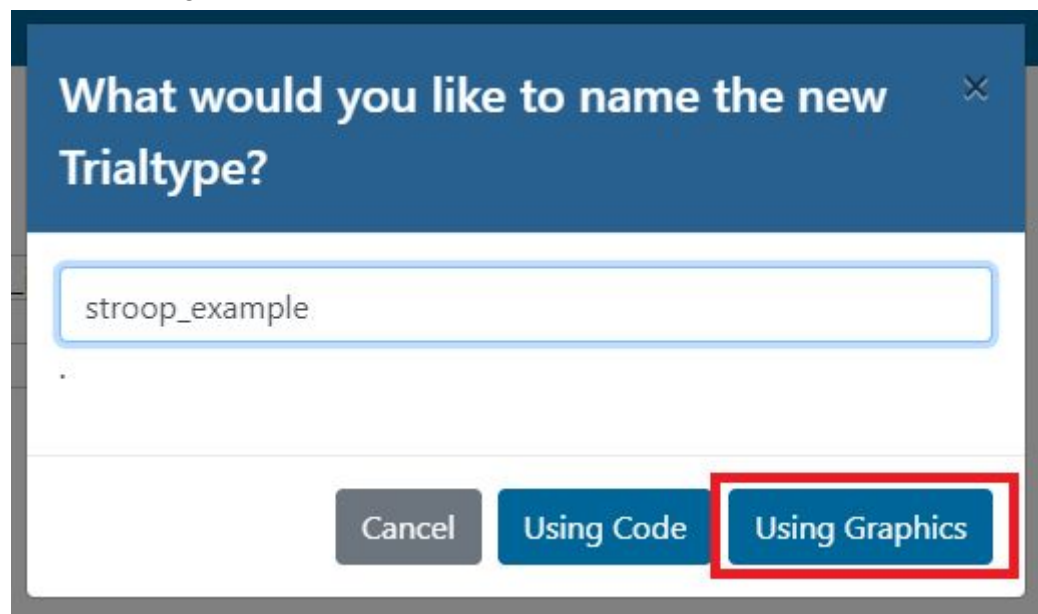 What would you like to name the new ×
Trialtype?
stroop_example
.
Cancel Using Code Using Graphics